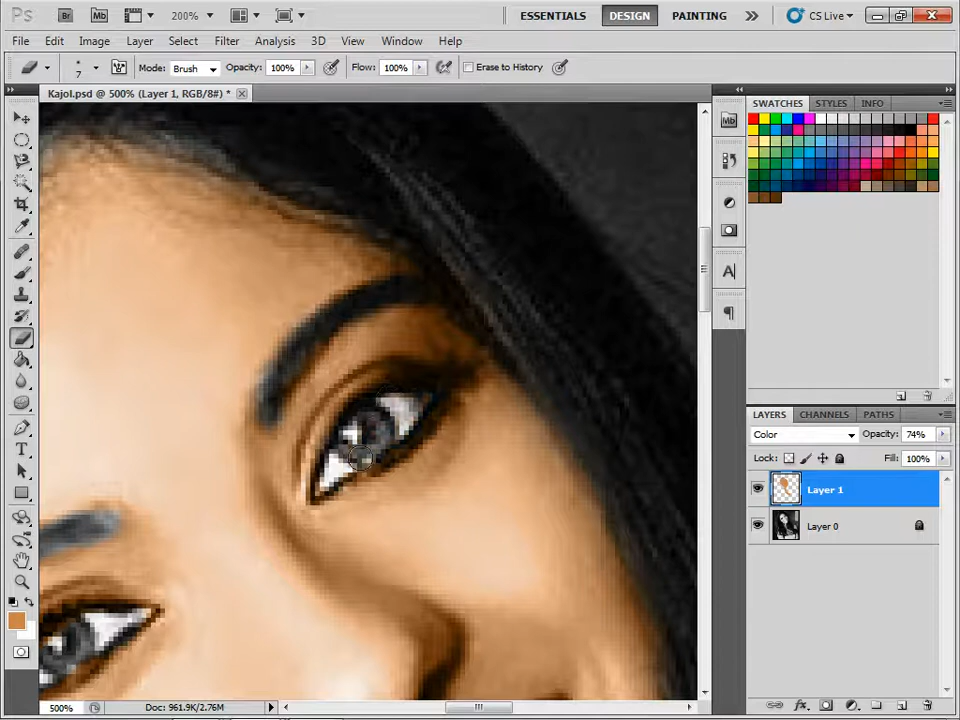 Ps Br Mb 200% ESSENTIALS DESIGN PAINTING CS Live
File Edit Image Layer Select Filter Analysis 3D View Window Help
7 Mode: Brush Opacity: 100% Flow: 100% Erase to History
Kajol.psd @ 500% (Layer 1, RGB/8#) *
SWATCHES STYLES INFO
Mb
A
T
LAYERS CHANNELS PATHS
Color Opacity: 74%
Lock: Fill: 100%
Layer 1
Layer 0
500% Doc: 961.9K/2.76M
fx